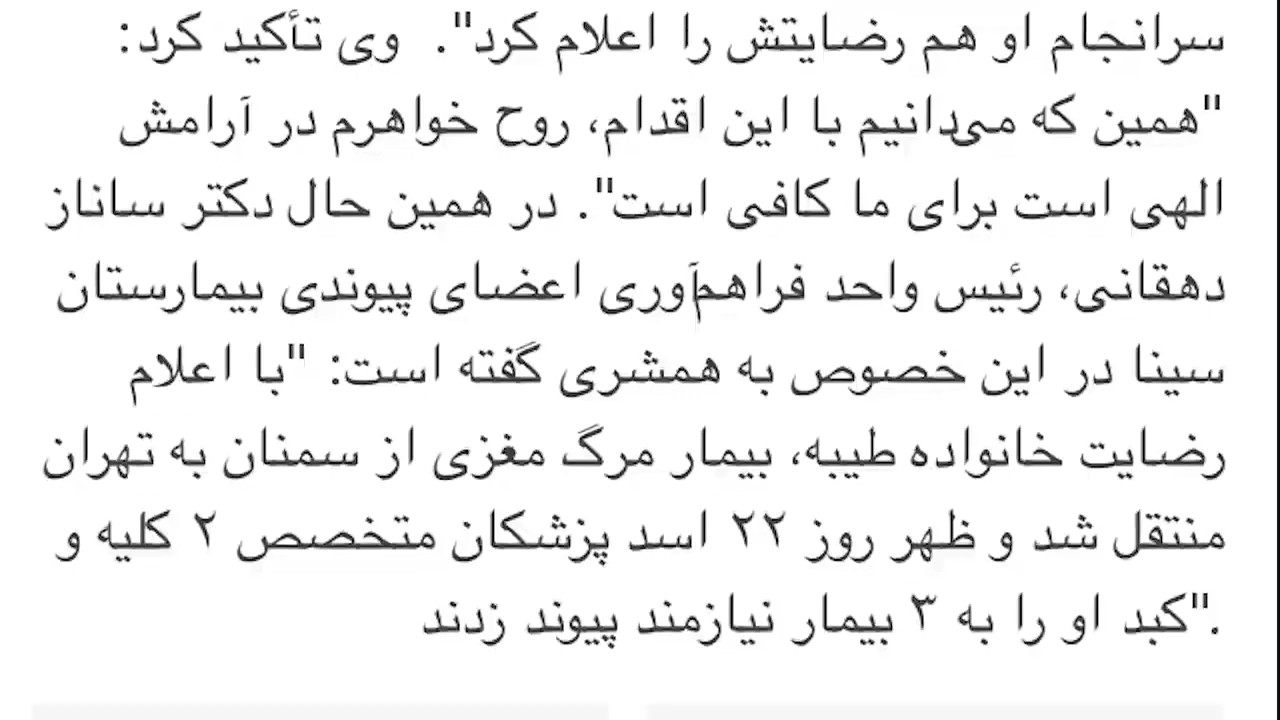 سرانجام او هم رضایتش را اعلام کرد". وی تأکید کرد:
"همین که می‌دانیم با این اقدام، روح خواهرم در آرامش
الهی است برای ما کافی است". در همین حال دکتر ساناز
دهقانی، رئیس واحد فراهم‌آوری اعضای پیوندی بیمارستان
سینا در این خصوص به همشری گفته است: "با اعلام
رضایت خانواده طیبه، بیمار مرگ مغزی از سمنان به تهران
منتقل شد و ظهر روز ۲۲ اسد پزشکان متخصص ۲ کلیه و
."کبد او را به ۳ بیمار نیازمند پیوند زدند